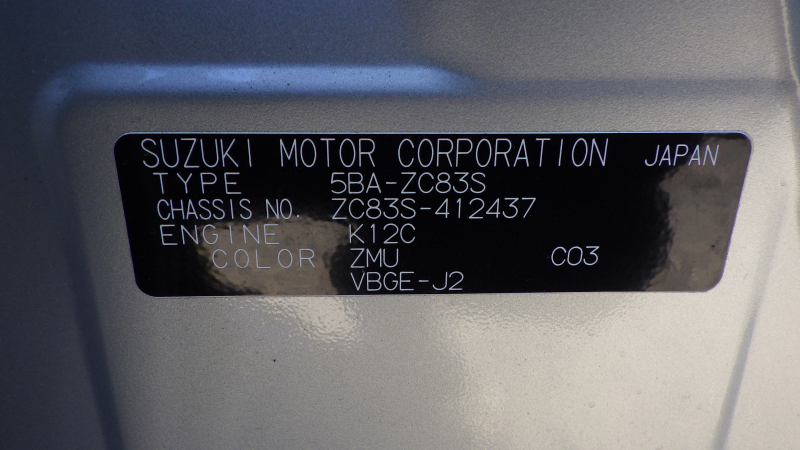 SUZUKI MOTOR CORPORATION JAPAN
TYPE 5BA-ZC83S
CHASSIS NO. ZC83S-412437
ENGINE K12C
COLOR ZMU C03
VBGE-J2